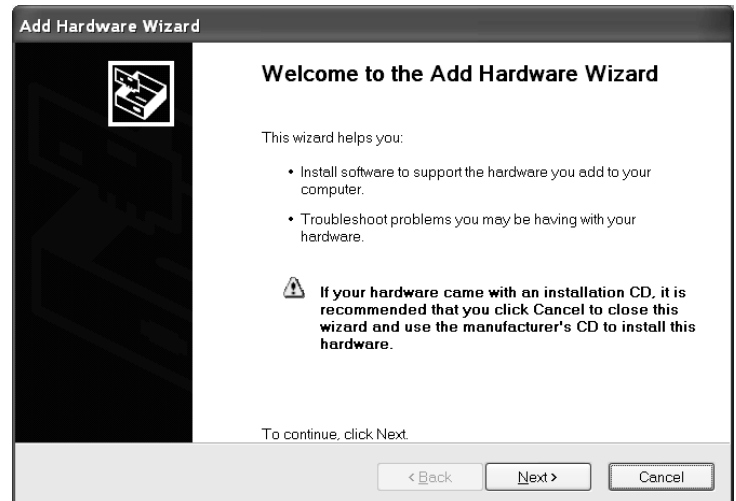 Add Hardware Wizard
Welcome to the Add Hardware Wizard
This wizard helps you:
• Install software to support the hardware you add to your
computer.
• Troubleshoot problems you may be having with your
hardware.
If your hardware came with an installation CD, it is
recommended that you click Cancel to close this
wizard and use the manufacturer's CD to install this
hardware.
To continue, click Next.
< Back Next > Cancel